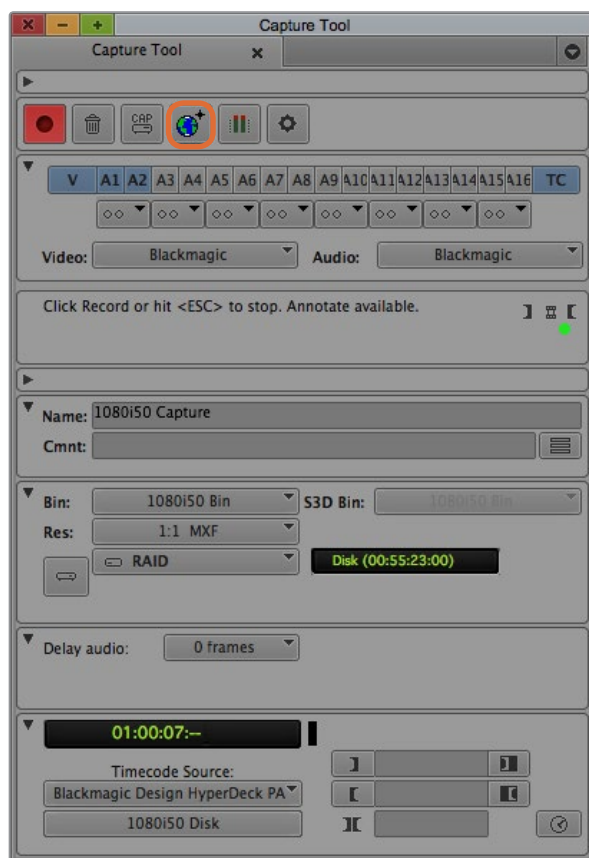 Capture Tool
Capture Tool
CAP
V A1 A2 A3 A4 A5 A6 A7 A8 A9 A10 A11 A12 A13 A14 A15 A16 TC
Video: Blackmagic Audio: Blackmagic
Click Record or hit <ESC> to stop. Annotate available.
Name: 1080i50 Capture
Cmnt:
Bin: 1080i50 Bin S3D Bin: 1080i50 Bin
Res: 1:1 MXF
RAID Disk (00:55:23:00)
Delay audio: 0 frames
01:00:07:--
Timecode Source:
Blackmagic Design HyperDeck PA
1080i50 Disk